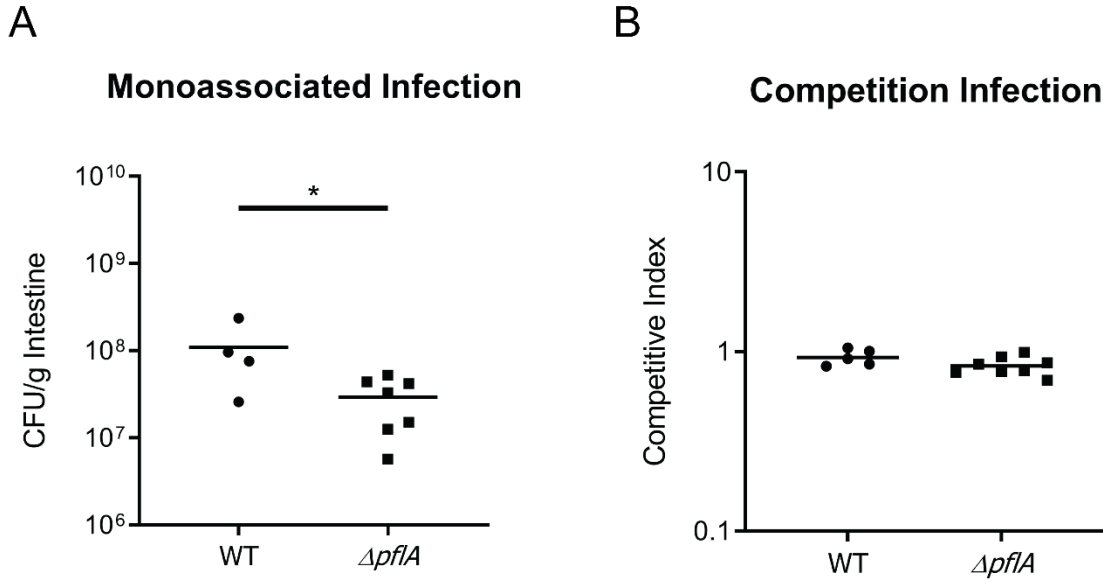 A
Monoassociated Infection
CFU/g Intestine
10¹⁰
10⁹
10⁸
10⁷
10⁶
*
WT
ΔpflA
B
Competition Infection
Competitive Index
10
1
0.1
WT
ΔpflA